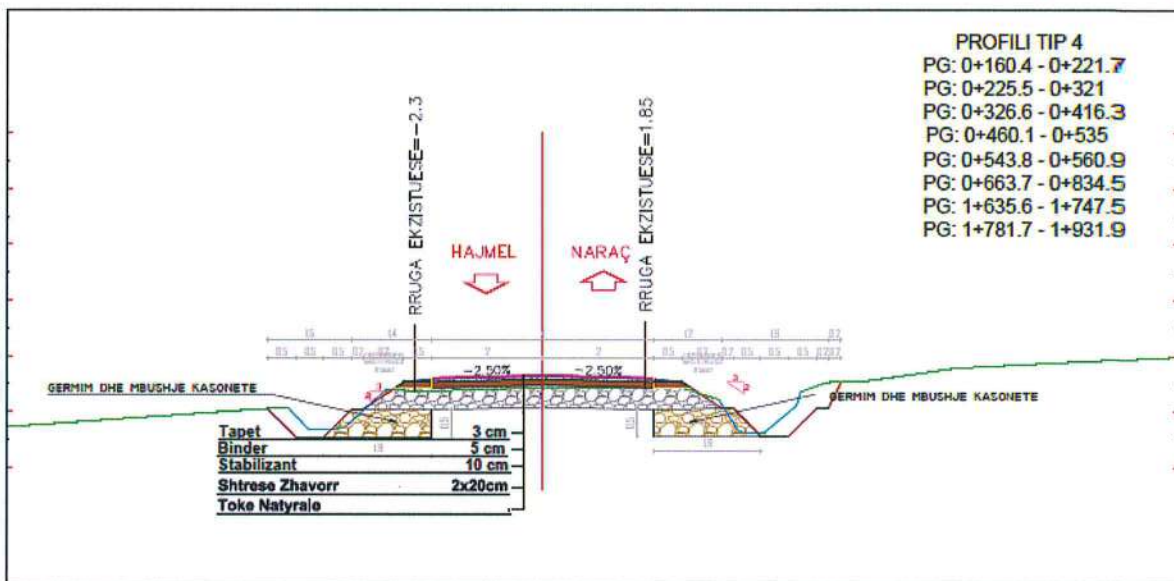 PROFILI TIP 4
PG: 0+160.4 - 0+221.7
PG: 0+225.5 - 0+321
PG: 0+326.6 - 0+416.3
PG: 0+460.1 - 0+535
PG: 0+543.8 - 0+560.9
PG: 0+663.7 - 0+834.5
PG: 1+635.6 - 1+747.5
PG: 1+781.7 - 1+931.9
RRUGA EKZISTUESE=-2.3
HAJMEL
NARAÇ
RRUGA EKZISTUESE=1.85
-2.50%
-2.50%
GERMIM DHE MBUSHJE KASONETE
GERMIM DHE MBUSHJE KASONETE
Tapet 3 cm
Binder 5 cm
Stabilizant 10 cm
Shtrese Zhavorr 2x20cm
Toke Natyrale